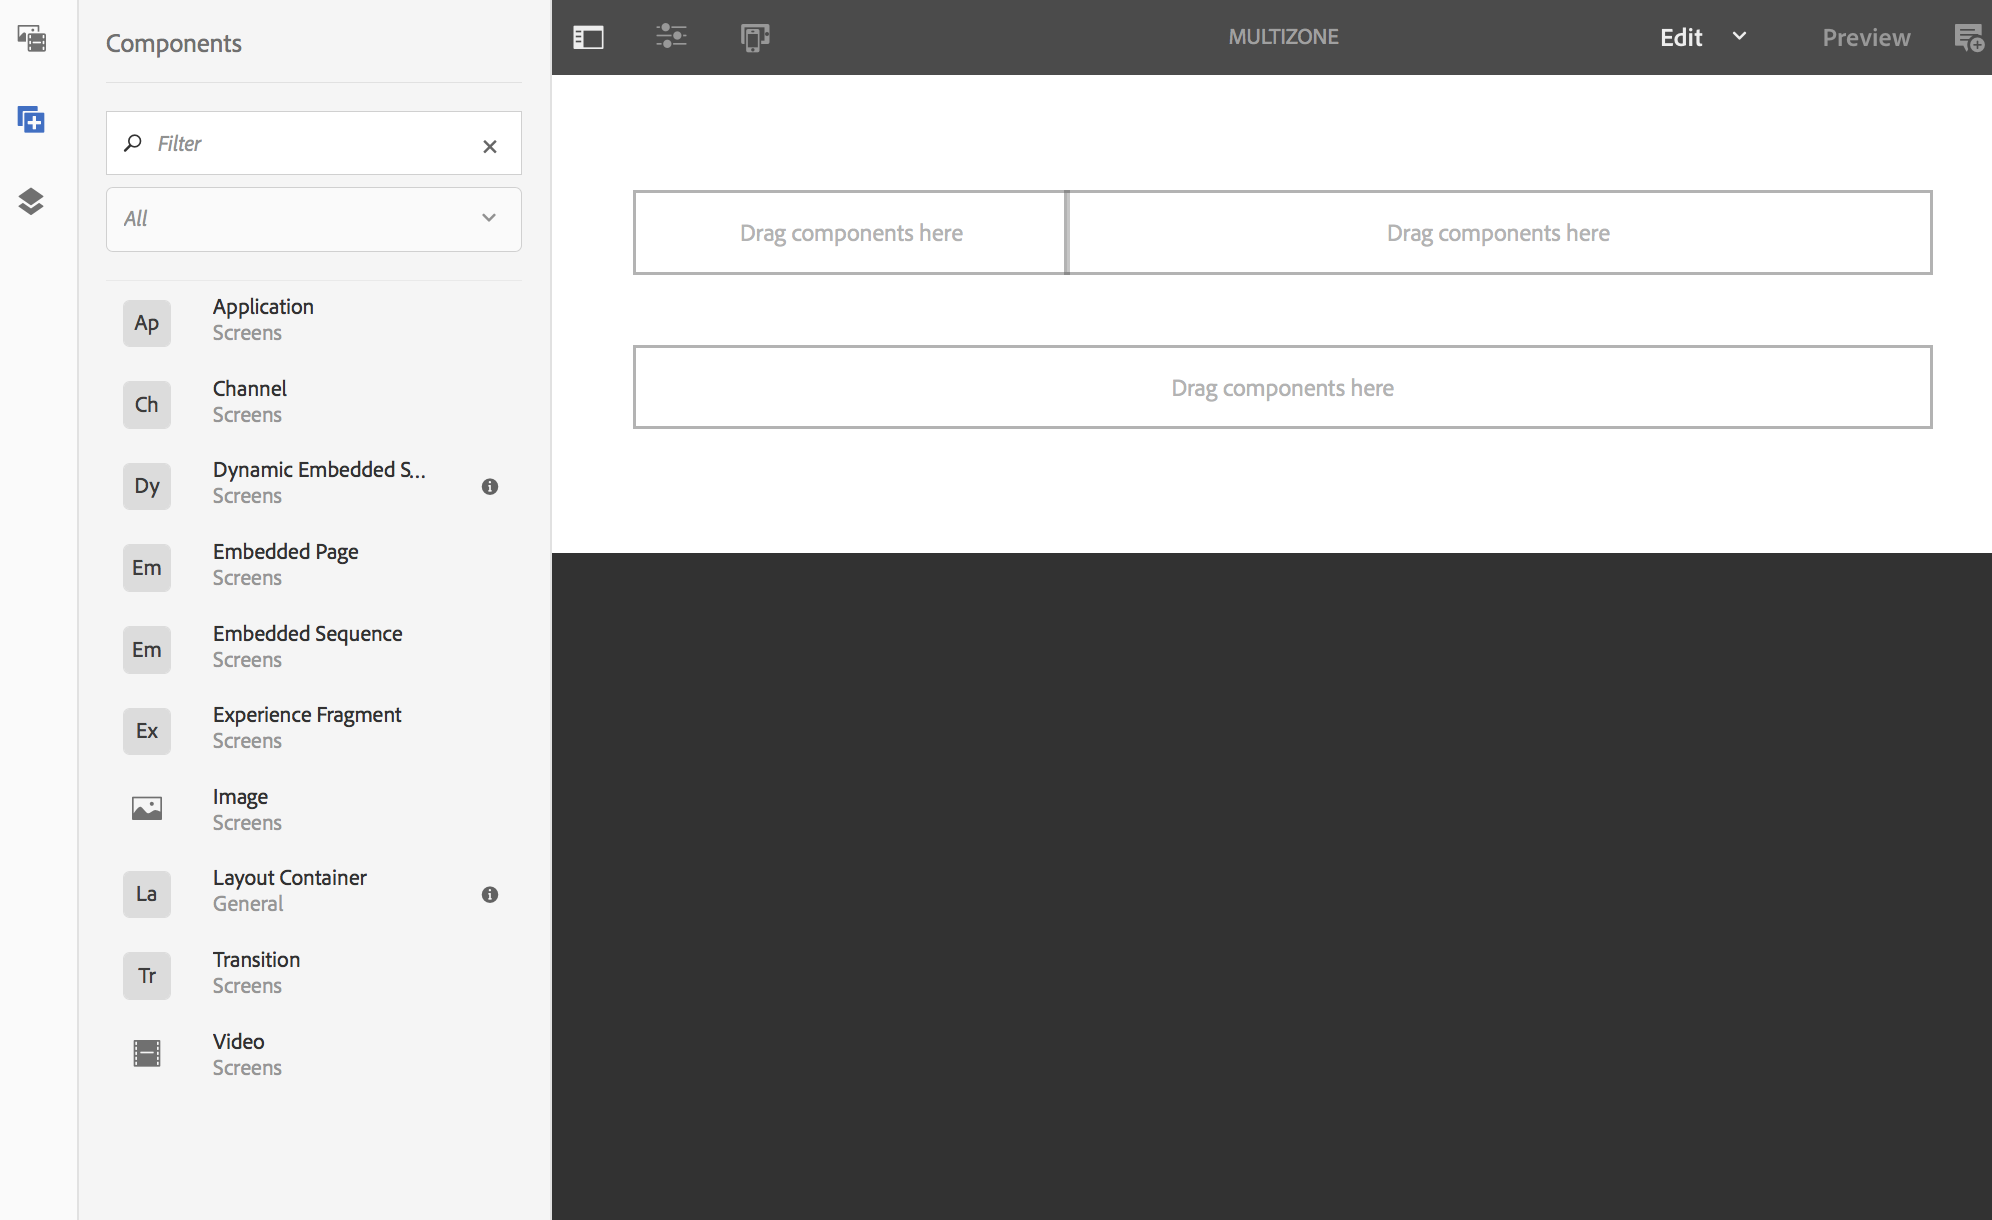 Components
Filter
All
Ap
Application
Screens
Ch
Channel
Screens
Dy
Dynamic Embedded S...
Screens
Em
Embedded Page
Screens
Em
Embedded Sequence
Screens
Ex
Experience Fragment
Screens
Image
Screens
La
Layout Container
General
Tr
Transition
Screens
Video
Screens
MULTIZONE
Edit
Preview
Drag components here
Drag components here
Drag components here